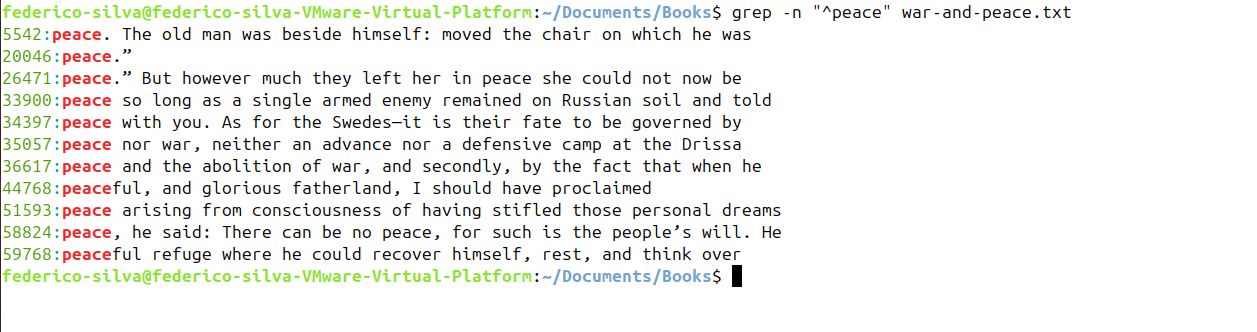 federico-silva@federico-silva-VMware-Virtual-Platform:~/Documents/Books$ grep -n "^peace" war-and-peace.txt
5542:peace. The old man was beside himself: moved the chair on which he was
20046:peace.”
26471:peace.” But however much they left her in peace she could not now be
33900:peace so long as a single armed enemy remained on Russian soil and told
34397:peace with you. As for the Swedes—it is their fate to be governed by
35057:peace nor war, neither an advance nor a defensive camp at the Drissa
36617:peace and the abolition of war, and secondly, by the fact that when he
44768:peaceful, and glorious fatherland, I should have proclaimed
51593:peace arising from consciousness of having stifled those personal dreams
58824:peace, he said: There can be no peace, for such is the people’s will. He
59768:peaceful refuge where he could recover himself, rest, and think over
federico-silva@federico-silva-VMware-Virtual-Platform:~/Documents/Books$